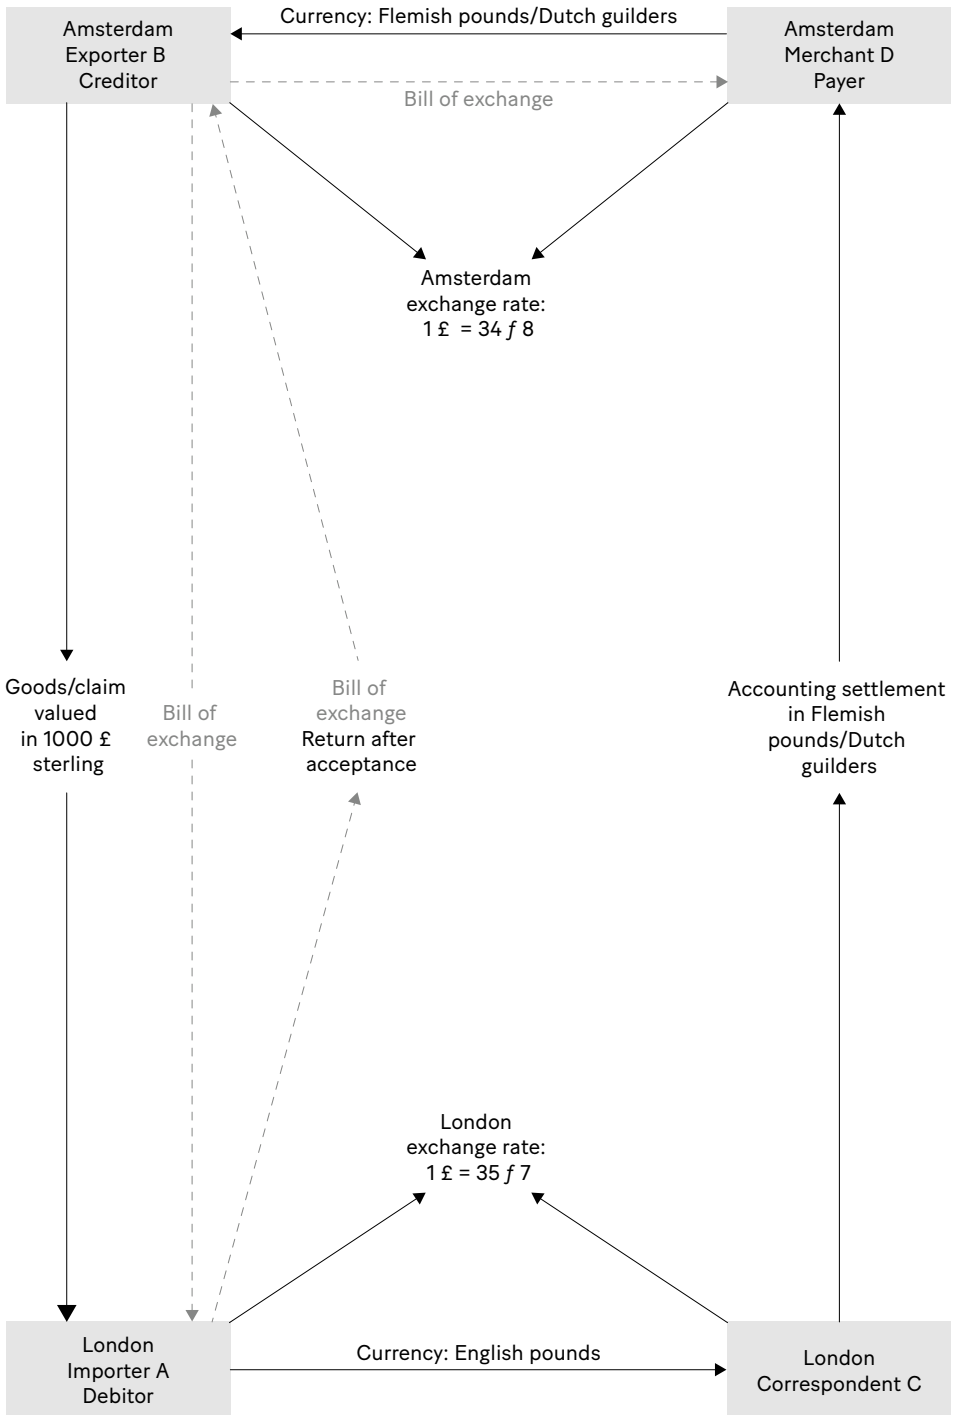 Amsterdam
Exporter B
Creditor
Currency: Flemish pounds/Dutch guilders
Bill of exchange
Amsterdam
Merchant D
Payer
Amsterdam
exchange rate:
1 £ = 34 ƒ 8
Goods/claim
valued
in 1000 £
sterling
Bill of
exchange
Bill of
exchange
Return after
acceptance
Accounting settlement
in Flemish
pounds/Dutch
guilders
London
exchange rate:
1 £ = 35 ƒ 7
London
Importer A
Debitor
Currency: English pounds
London
Correspondent C